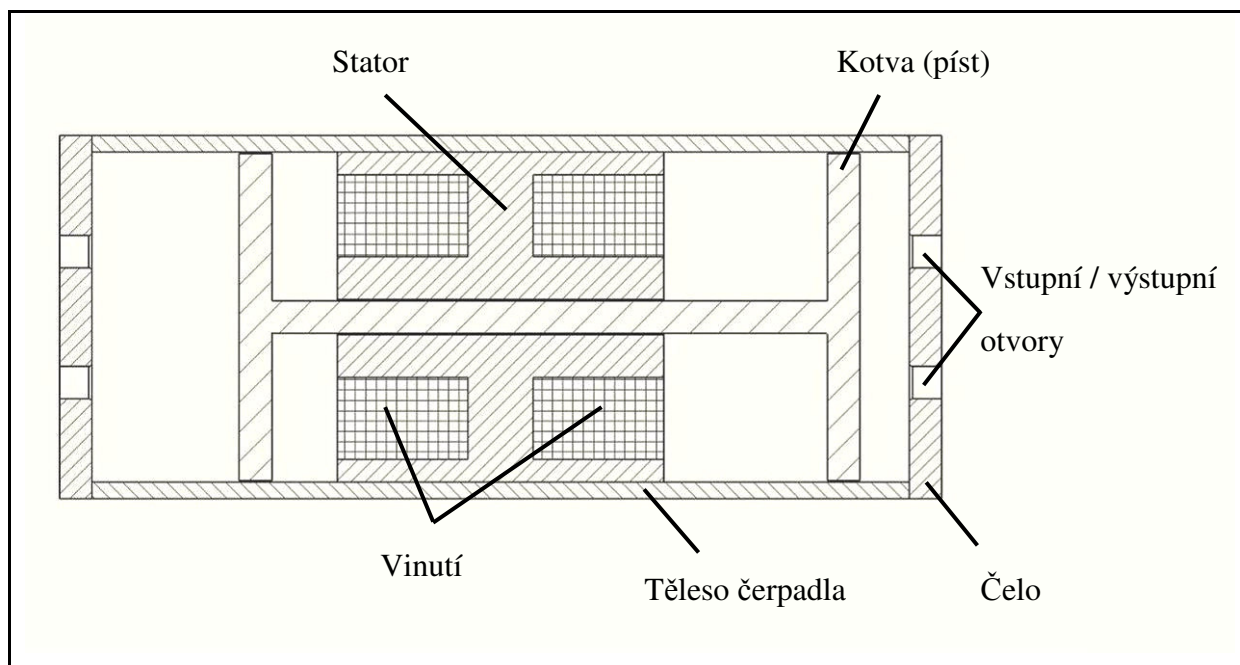 Stator
Kotva (píst)
Vstupní / výstupní
otvory
Vinutí
Těleso čerpadla
Čelo